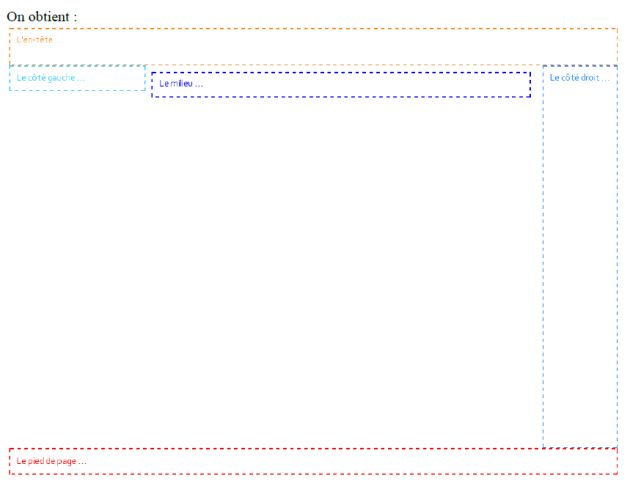 On obtient :
L'en-tête ...
Le côté gauche ...
Le milieu ...
Le côté droit ...
Le pied de page ...